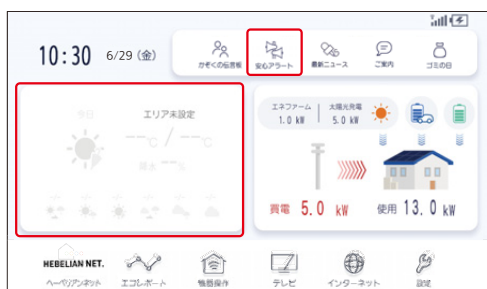 10:30 6/29 (金)
かぞくの伝言板 安心アラート 最新ニュース ご案内 ゴミの日
今日 エリア未設定
--℃ / --℃
降水 --%
エネファーム 1.0 kW
太陽光発電 5.0 kW
買電 5.0 kW
使用 13.0 kW
HEBELIAN NET.
ヘーベリアンネット エコレポート 機器操作 テレビ インターネット 設定